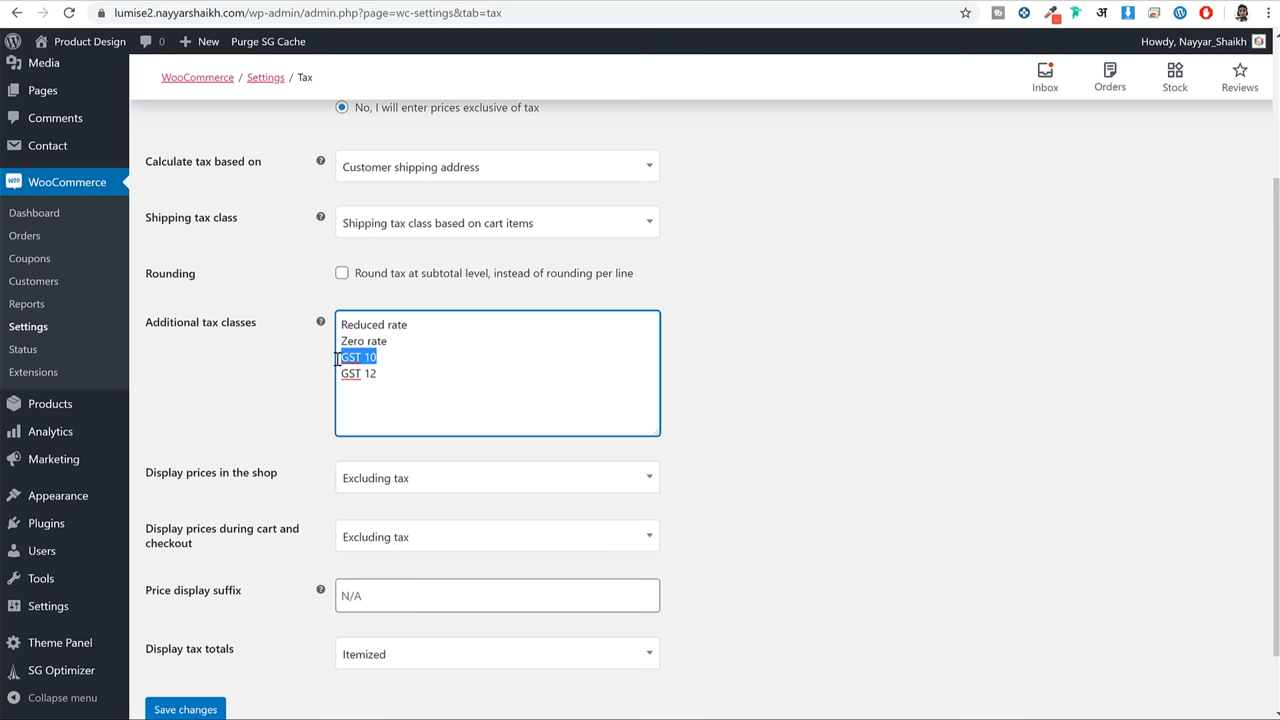 lumise2.nayyarshaikh.com/wp-admin/admin.php?page=wc-settings&tab=tax
Product Design
0
New
Purge SG Cache
Howdy, Nayyar_Shaikh
Media
Pages
Comments
Contact
WooCommerce
Dashboard
Orders
Coupons
Customers
Reports
Settings
Status
Extensions
Products
Analytics
Marketing
Appearance
Plugins
Users
Tools
Settings
Theme Panel
SG Optimizer
Collapse menu
WooCommerce / Settings / Tax
Inbox
Orders
Stock
Reviews
No, I will enter prices exclusive of tax
Calculate tax based on
Customer shipping address
Shipping tax class
Shipping tax class based on cart items
Rounding
Round tax at subtotal level, instead of rounding per line
Additional tax classes
Reduced rate
Zero rate
GST 10
GST 12
Display prices in the shop
Excluding tax
Display prices during cart and
checkout
Excluding tax
Price display suffix
N/A
Display tax totals
Itemized
Save changes